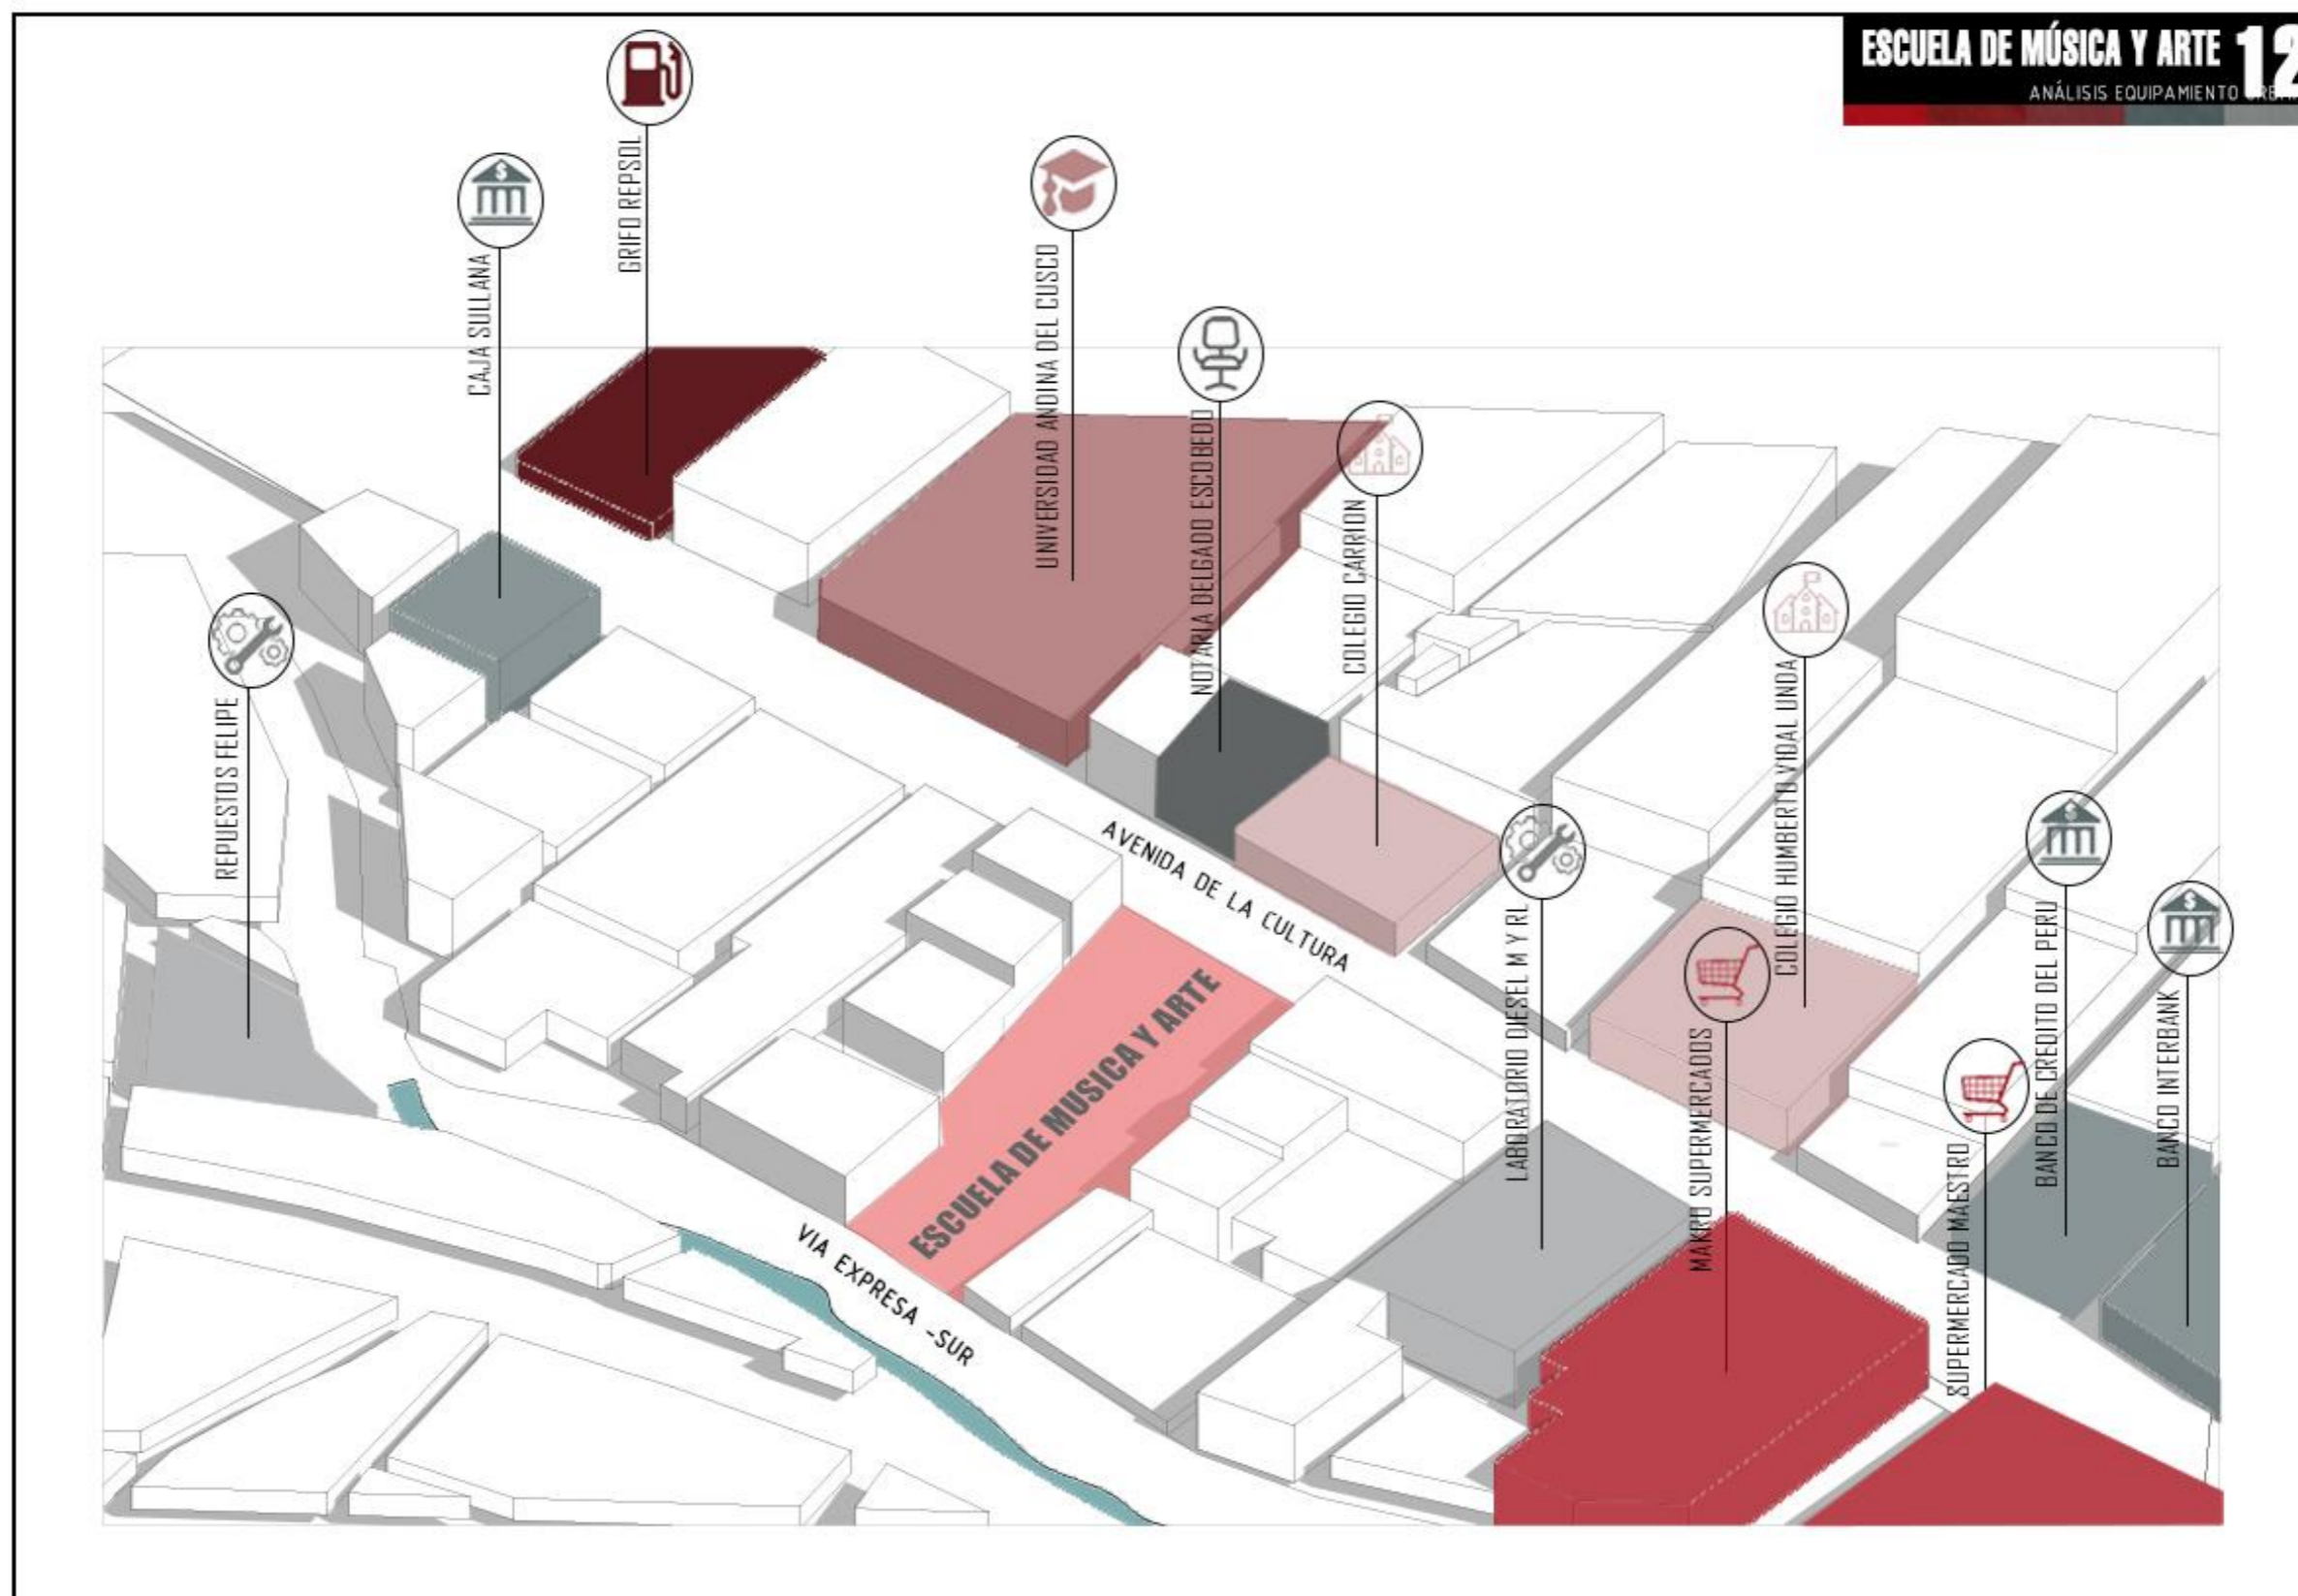 ESCUELA DE MÚSICA Y ARTE 12
ANÁLISIS EQUIPAMIENTO
GRIFO REPSOL
CAJA SULLANA
UNIVERSIDAD ANDINA DEL CUSCO
NOTARIA DELGADO ESCOBEDO
COLEGIO CARRION
REPUESTOS FELIPE
COLEGIO HUMBERTO VIDAL UNDA
AVENIDA DE LA CULTURA
LABORATORIO DIESEL M Y RL
BANCO DE CREDITO DEL PERU
BANCO INTERBANK
MAKRO SUPERMERCADOS
SUPERMERCADO MAESTRO
ESCUELA DE MUSICA Y ARTE
VIA EXPRESA -SUR